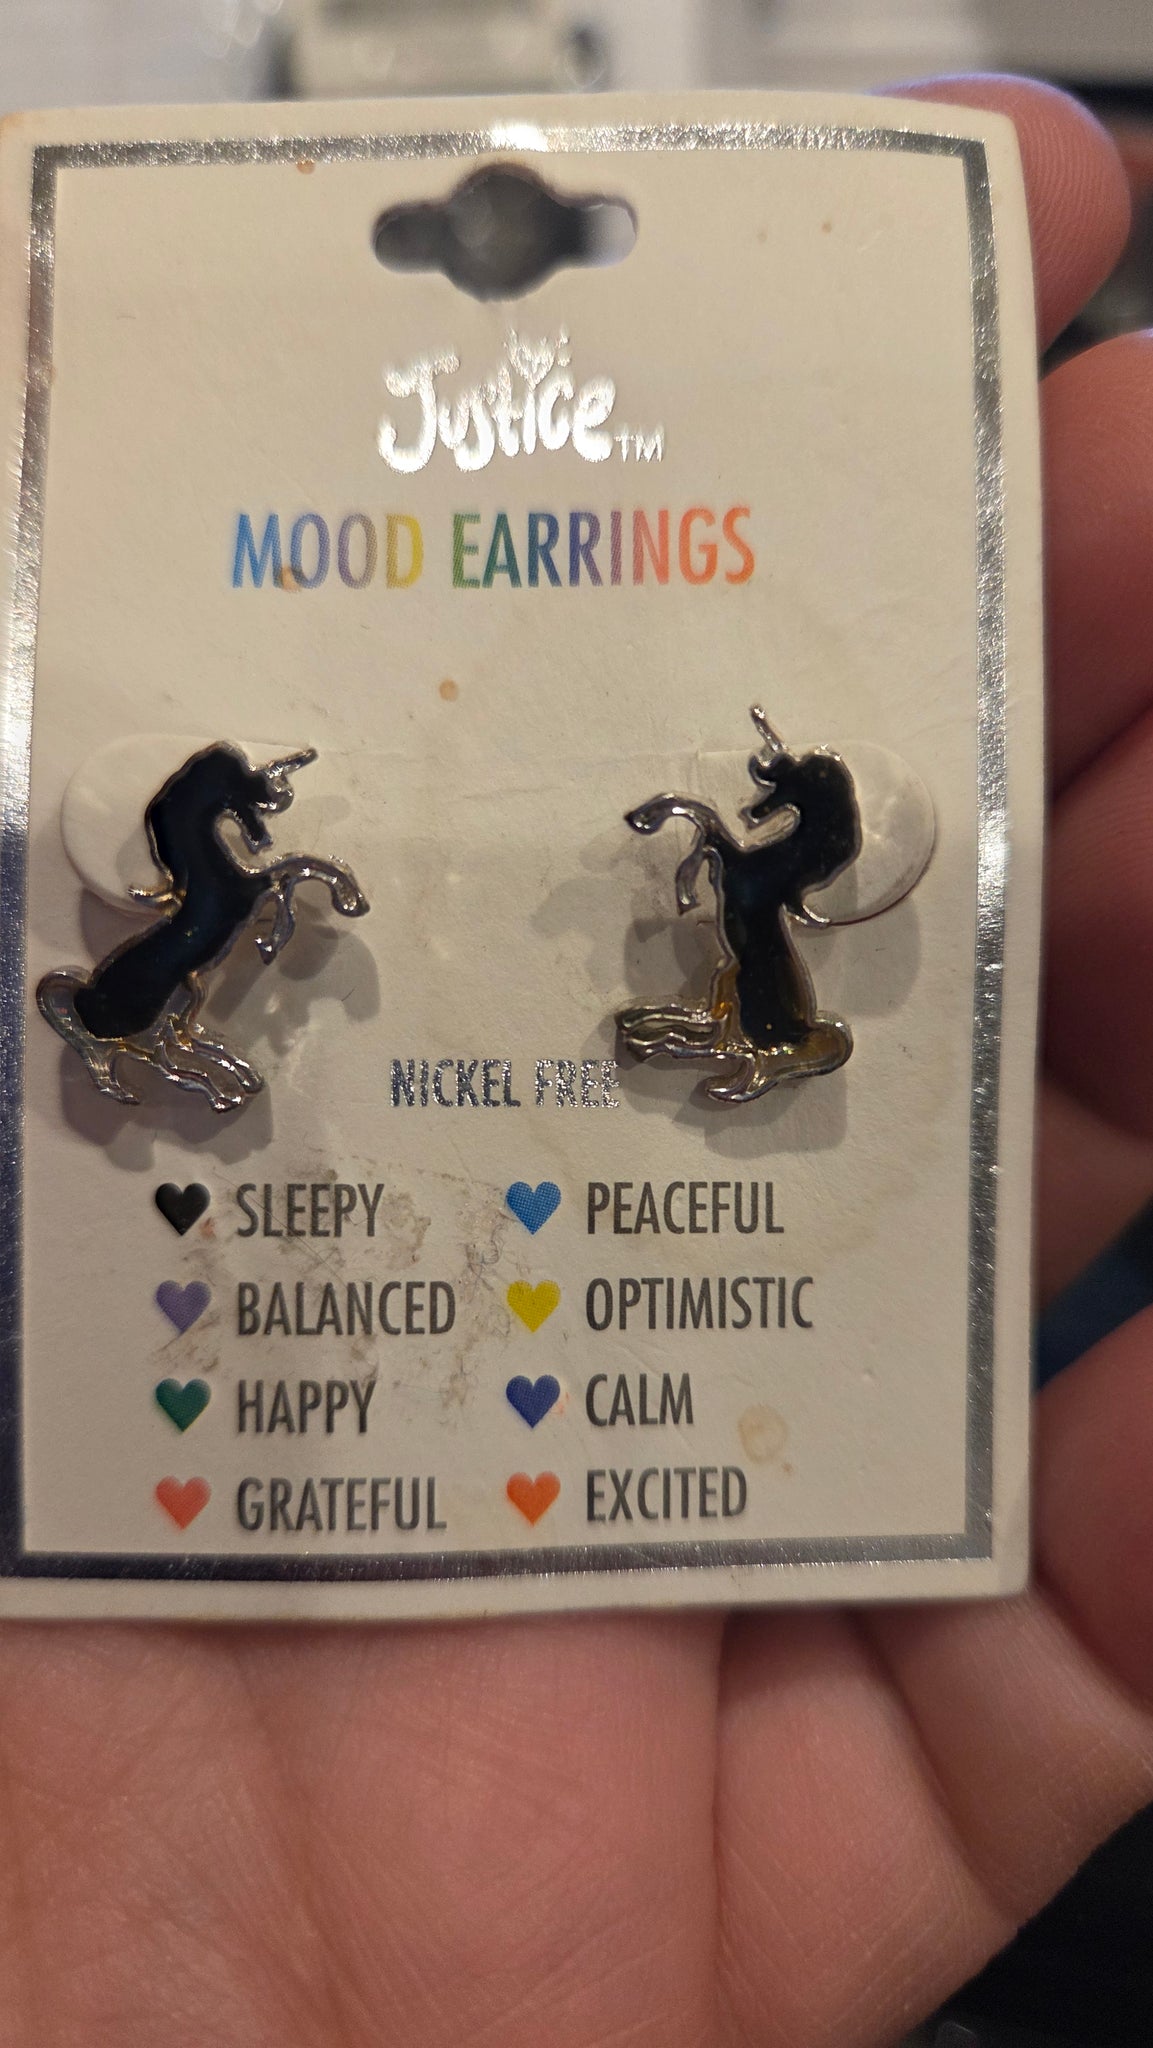 Justice™
MOOD EARRINGS
NICKEL FREE
SLEEPY PEACEFUL
BALANCED OPTIMISTIC
HAPPY CALM
GRATEFUL EXCITED